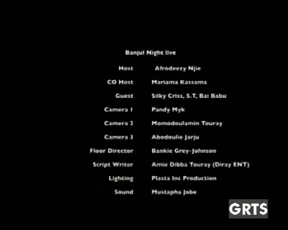 Banjul Night live
Host Afrodeezy Njie
CO Host Mariama Kassama
Guest Silky Criss, S.T, Bai Babu
Camera 1 Pandy Myk
Camera 2 Momodoulamin Touray
Camera 3 Abodoulie Jarju
Floor Director Bankie Grey-Johnson
Script Writer Amie Dibba Touray (Diray ENT)
Lighting Plasta Inc Production
Sound Mustapha Jobe
GRTS